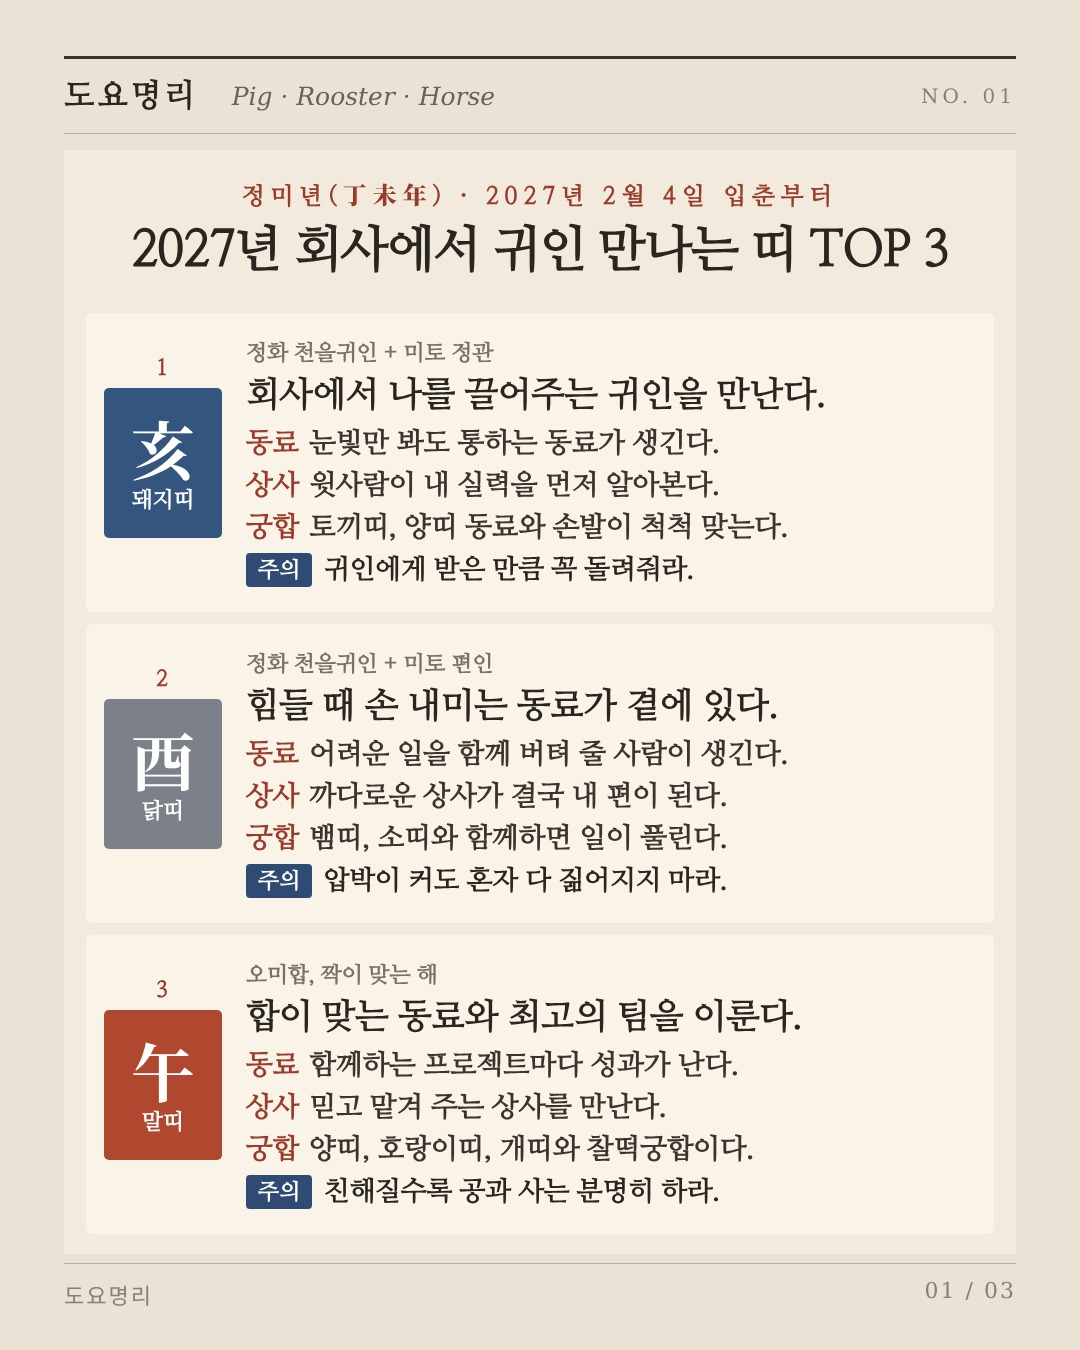 도요명리 Pig · Rooster · Horse NO. 01
정미년(丁未年) · 2027년 2월 4일 입춘부터
2027년 회사에서 귀인 만나는 띠 TOP 3
1
亥
돼지띠
정화 천을귀인 + 미토 정관
회사에서 나를 끌어주는 귀인을 만난다.
동료 눈빛만 봐도 통하는 동료가 생긴다.
상사 윗사람이 내 실력을 먼저 알아본다.
궁합 토끼띠, 양띠 동료와 손발이 척척 맞는다.
주의 귀인에게 받은 만큼 꼭 돌려줘라.
2
酉
닭띠
정화 천을귀인 + 미토 편인
힘들 때 손 내미는 동료가 곁에 있다.
동료 어려운 일을 함께 버텨 줄 사람이 생긴다.
상사 까다로운 상사가 결국 내 편이 된다.
궁합 뱀띠, 소띠와 함께하면 일이 풀린다.
주의 압박이 커도 혼자 다 짊어지지 마라.
3
午
말띠
오미합, 짝이 맞는 해
합이 맞는 동료와 최고의 팀을 이룬다.
동료 함께하는 프로젝트마다 성과가 난다.
상사 믿고 맡겨 주는 상사를 만난다.
궁합 양띠, 호랑이띠, 개띠와 찰떡궁합이다.
주의 친해질수록 공과 사는 분명히 하라.
도요명리 01 / 03